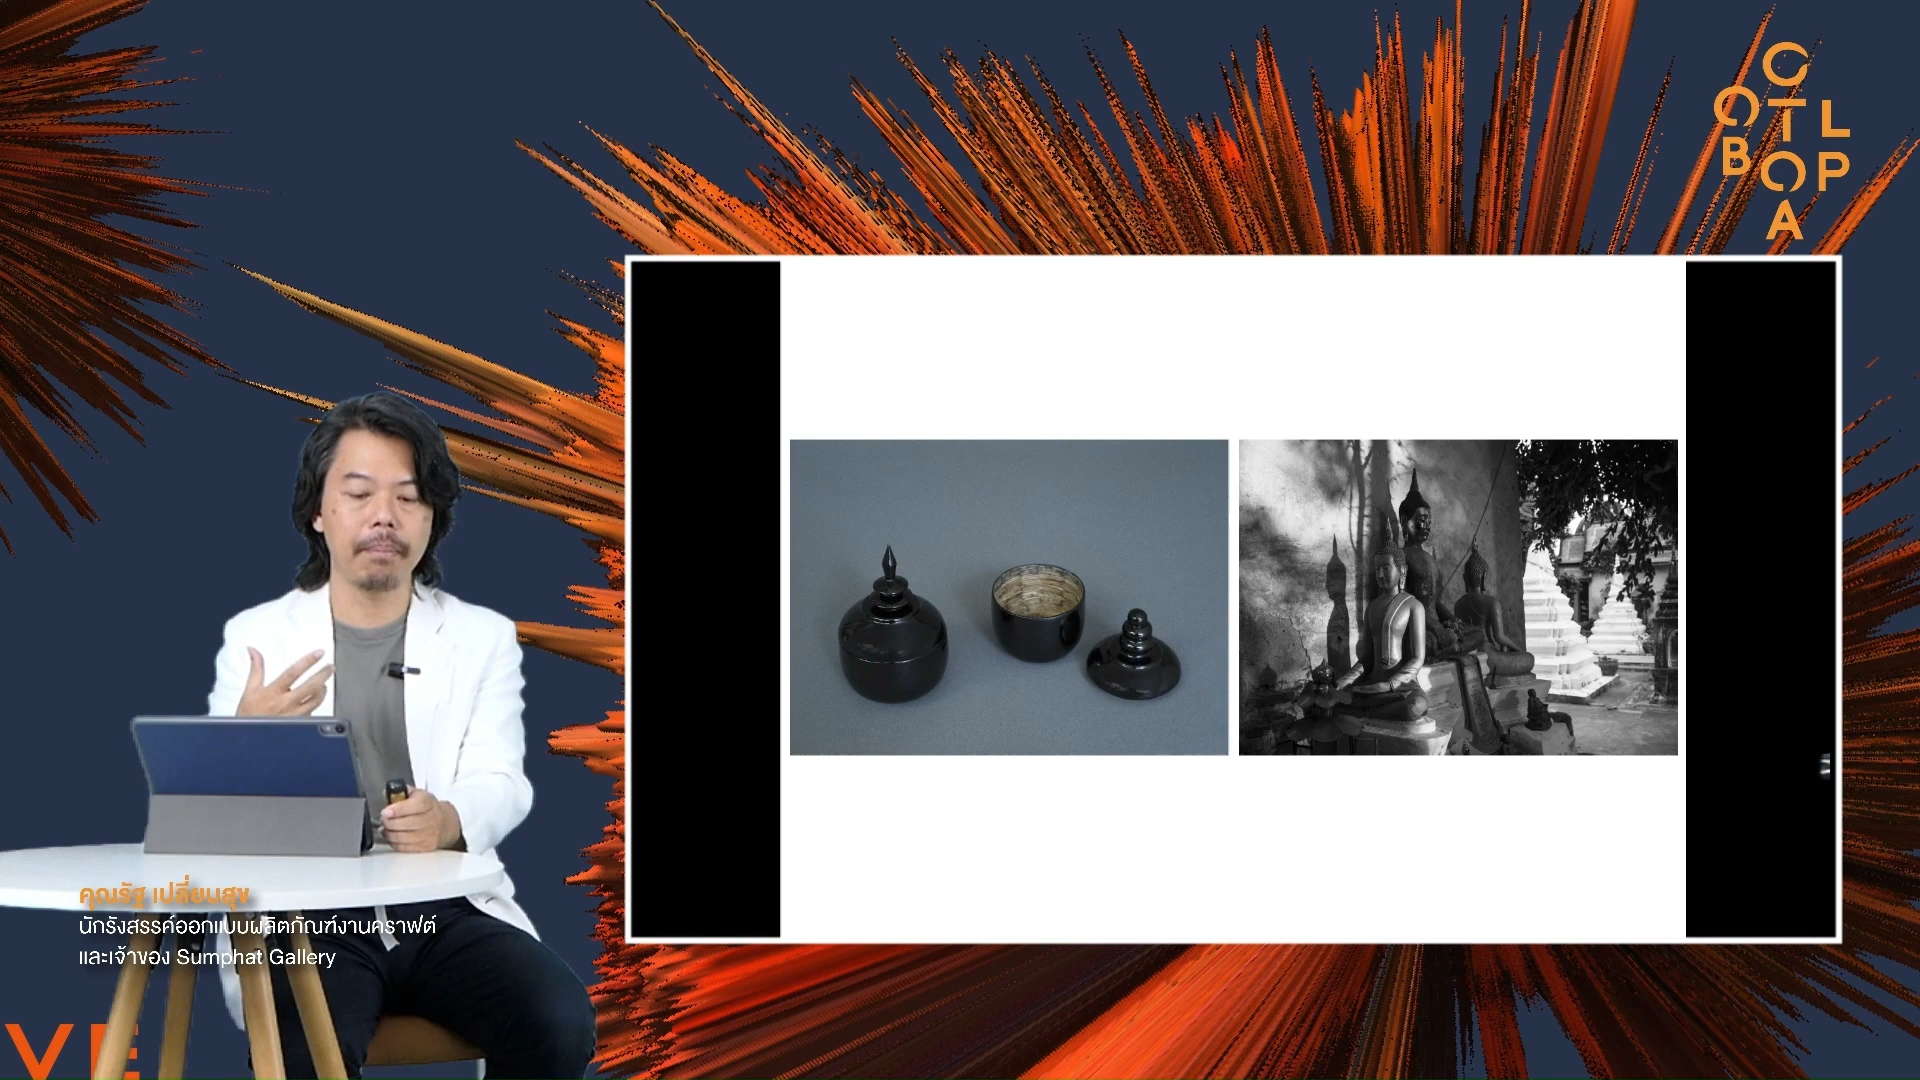 C
O T L
B O P
A
คุณรัฐ เปลี่ยนสุข
นักรังสรรค์ออกแบบผลิตภัณฑ์งานคราฟต์
และเจ้าของ Sumphat Gallery
VE